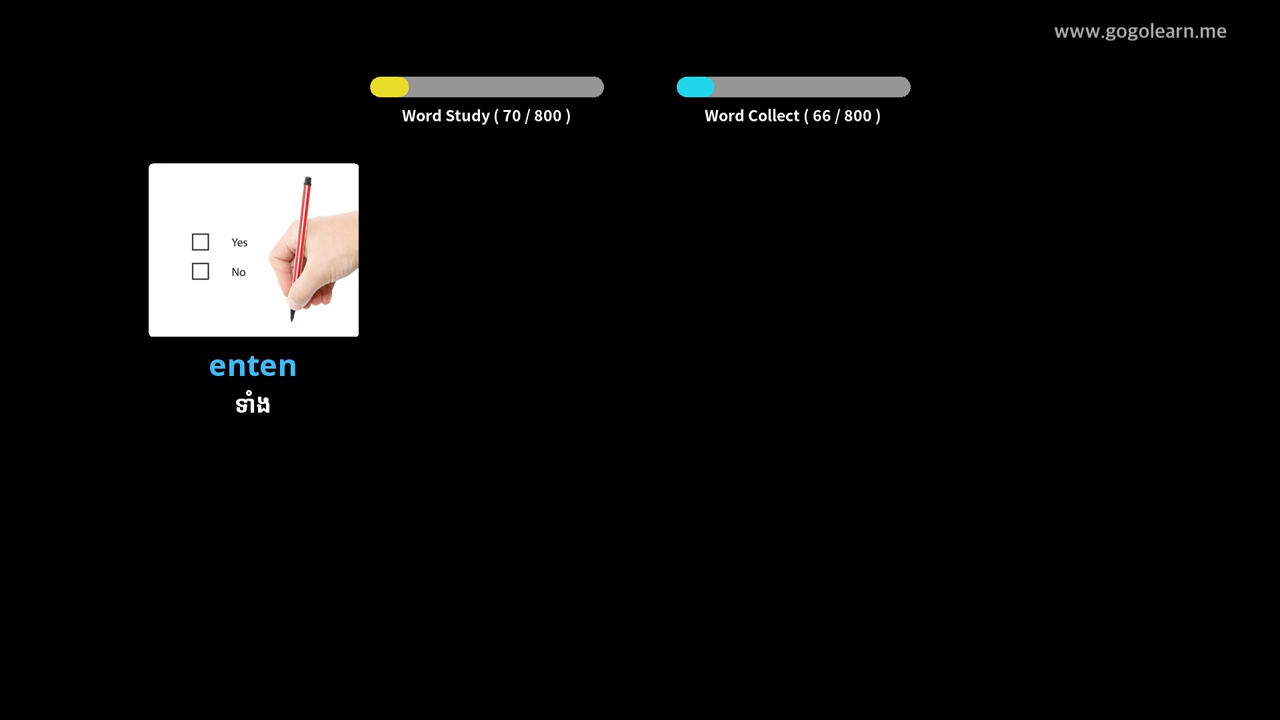 www.gogolearn.me
Word Study ( 70 / 800 )
Word Collect ( 66 / 800 )
Yes
No
enten
ទាំង